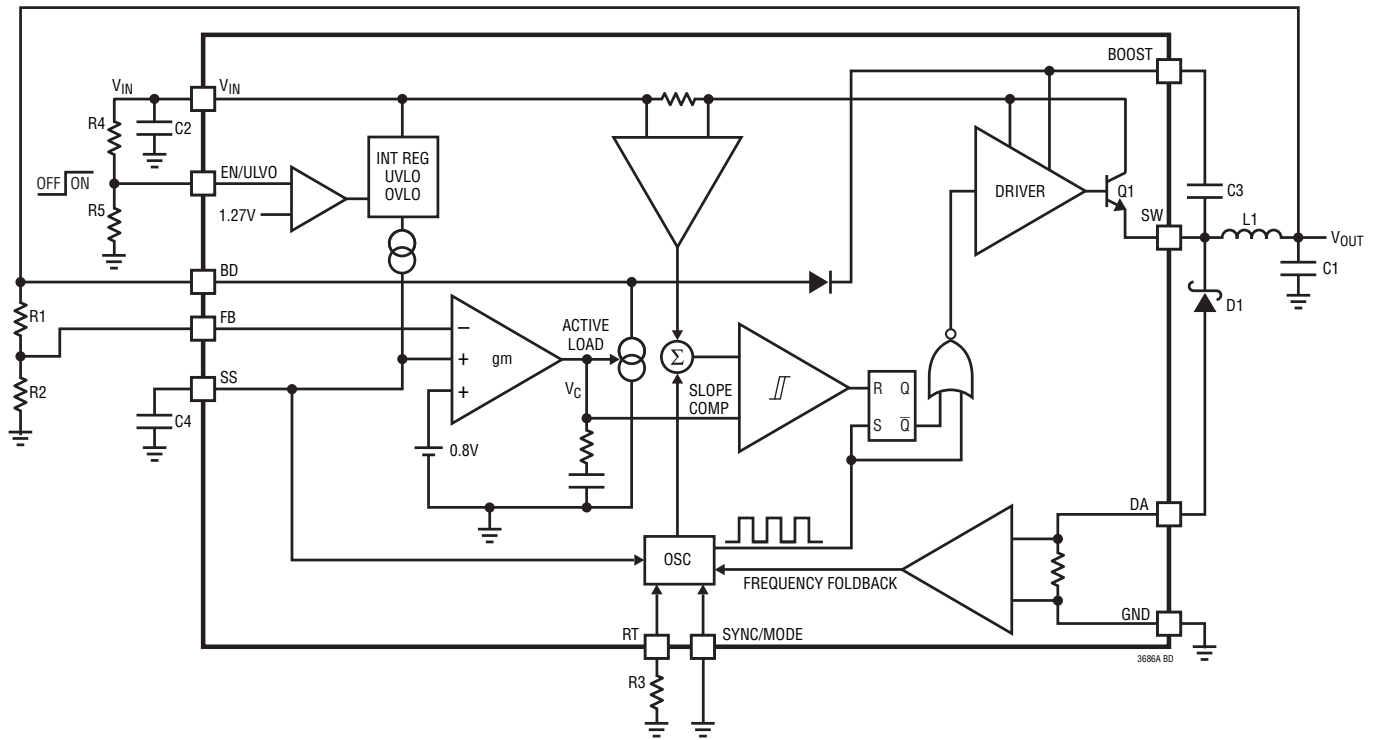 BOOST
VIN
VIN
R4
C2
INT REG
UVLO
OVLO
EN/ULVO
OFF ON
R5
1.27V
DRIVER
Q1
C3
SW
L1
VOUT
C1
BD
D1
R1
FB
ACTIVE
LOAD
–
+
gm
+
Σ
SS
R2
VC
SLOPE
COMP
R Q
S Q̅
C4
0.8V
DA
OSC
FREQUENCY FOLDBACK
GND
RT
SYNC/MODE
3686A BD
R3